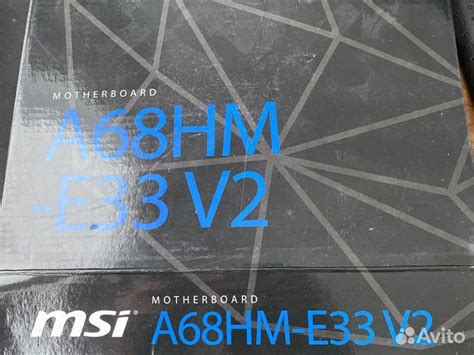 MOTHERBOARD
A68HM
-E33 V2
MOTHERBOARD
msi A68HM-E33 V2
Avito